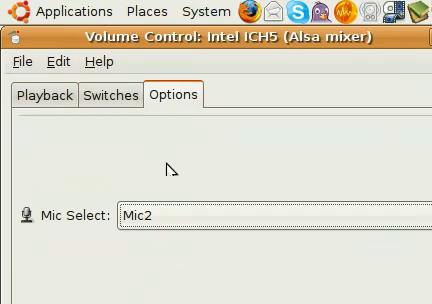 Applications Places System
Volume Control: Intel ICH5 (Alsa mixer)
File Edit Help
Playback Switches Options
Mic Select: Mic2